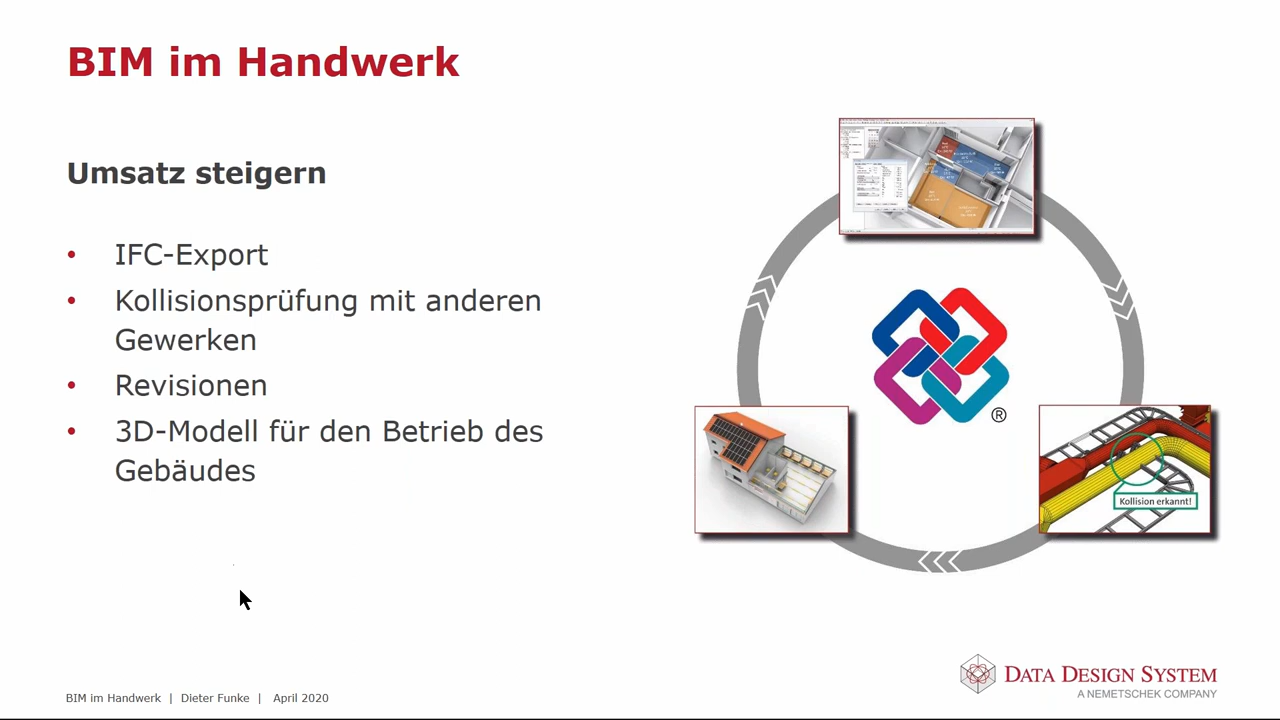 BIM im Handwerk
Umsatz steigern
• IFC-Export
• Kollisionsprüfung mit anderen
Gewerken
• Revisionen
• 3D-Modell für den Betrieb des
Gebäudes
®
Kollision erkannt!
DATA DESIGN SYSTEM
A NEMETSCHEK COMPANY
BIM im Handwerk | Dieter Funke | April 2020